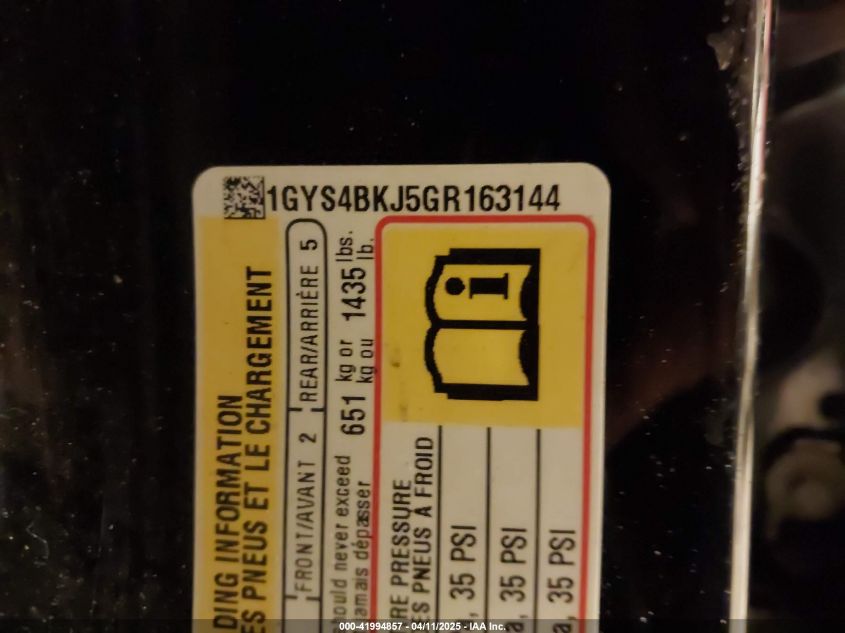 1GYS4BKJ5GR163144
DING INFORMATION
ES PNEUS ET LE CHARGEMENT
FRONT/AVANT 2 REAR/ARRIÈRE 5
should never exceed 651 kg or 1435 lbs.
jamais dépasser kg ou lb.
RE PRESSURE
ES PNEUS À FROID
, 35 PSI
a, 35 PSI
a, 35 PSI
000-41994857 - 04/11/2025 - IAA Inc.